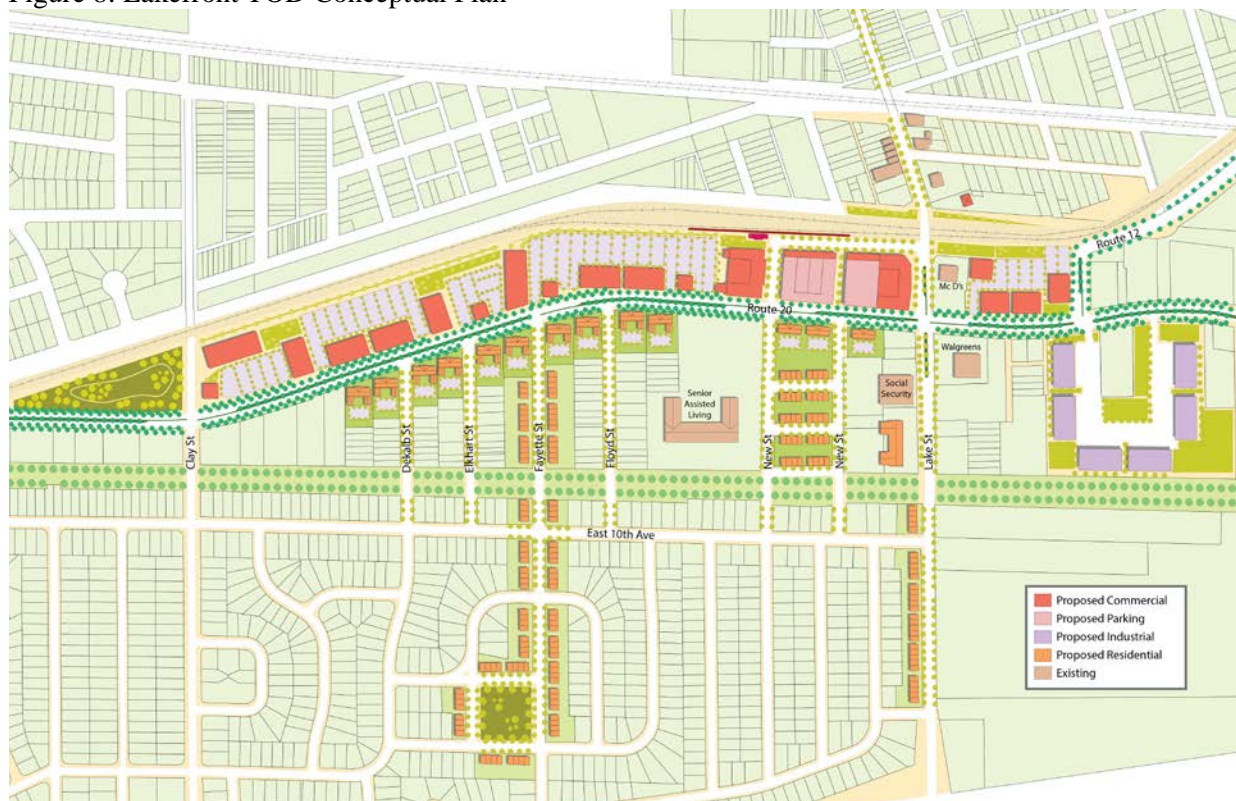 Figure 8: Lakefront TOD Conceptual Plan
Route 12
Mc D's
Route 20
Walgreens
Social
Security
Senior
Assisted
Living
Clay St
Dekalb St
Elkhart St
Fayette St
Floyd St
New St
New St
Lake St
East 10th Ave
Proposed Commercial
Proposed Parking
Proposed Industrial
Proposed Residential
Existing